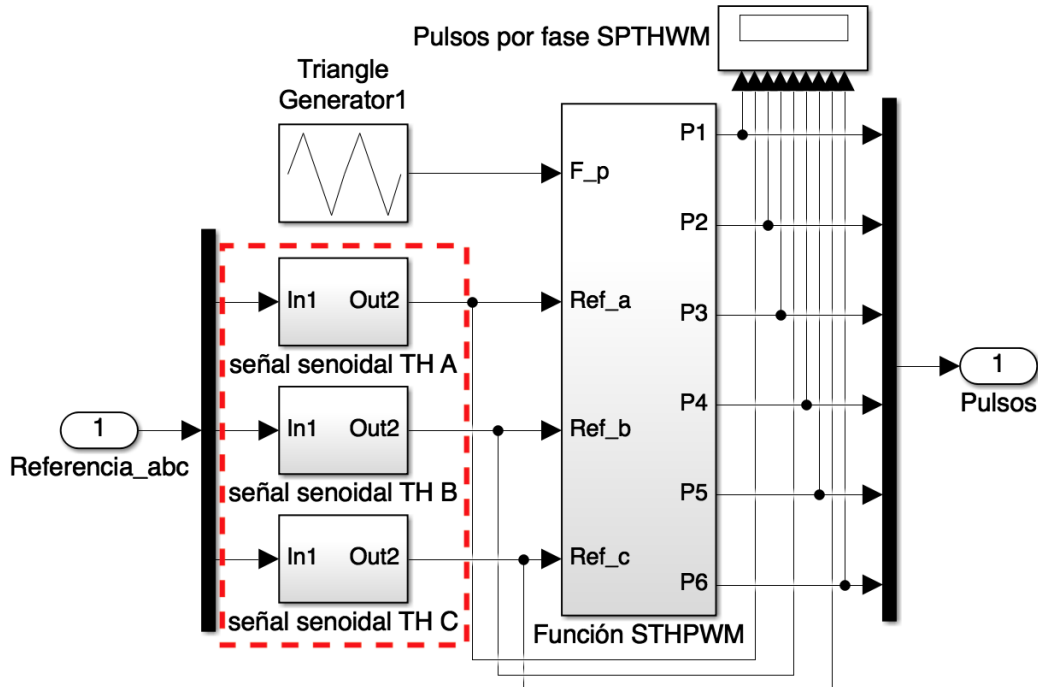 Pulsos por fase SPTHWM
Triangle
Generator1
F_p
P1
P2
P3
P4
P5
P6
In1 Out2
señal senoidal TH A
Ref_a
In1 Out2
señal senoidal TH B
Ref_b
In1 Out2
señal senoidal TH C
Ref_c
Función STHPWM
1
Referencia_abc
1
Pulsos